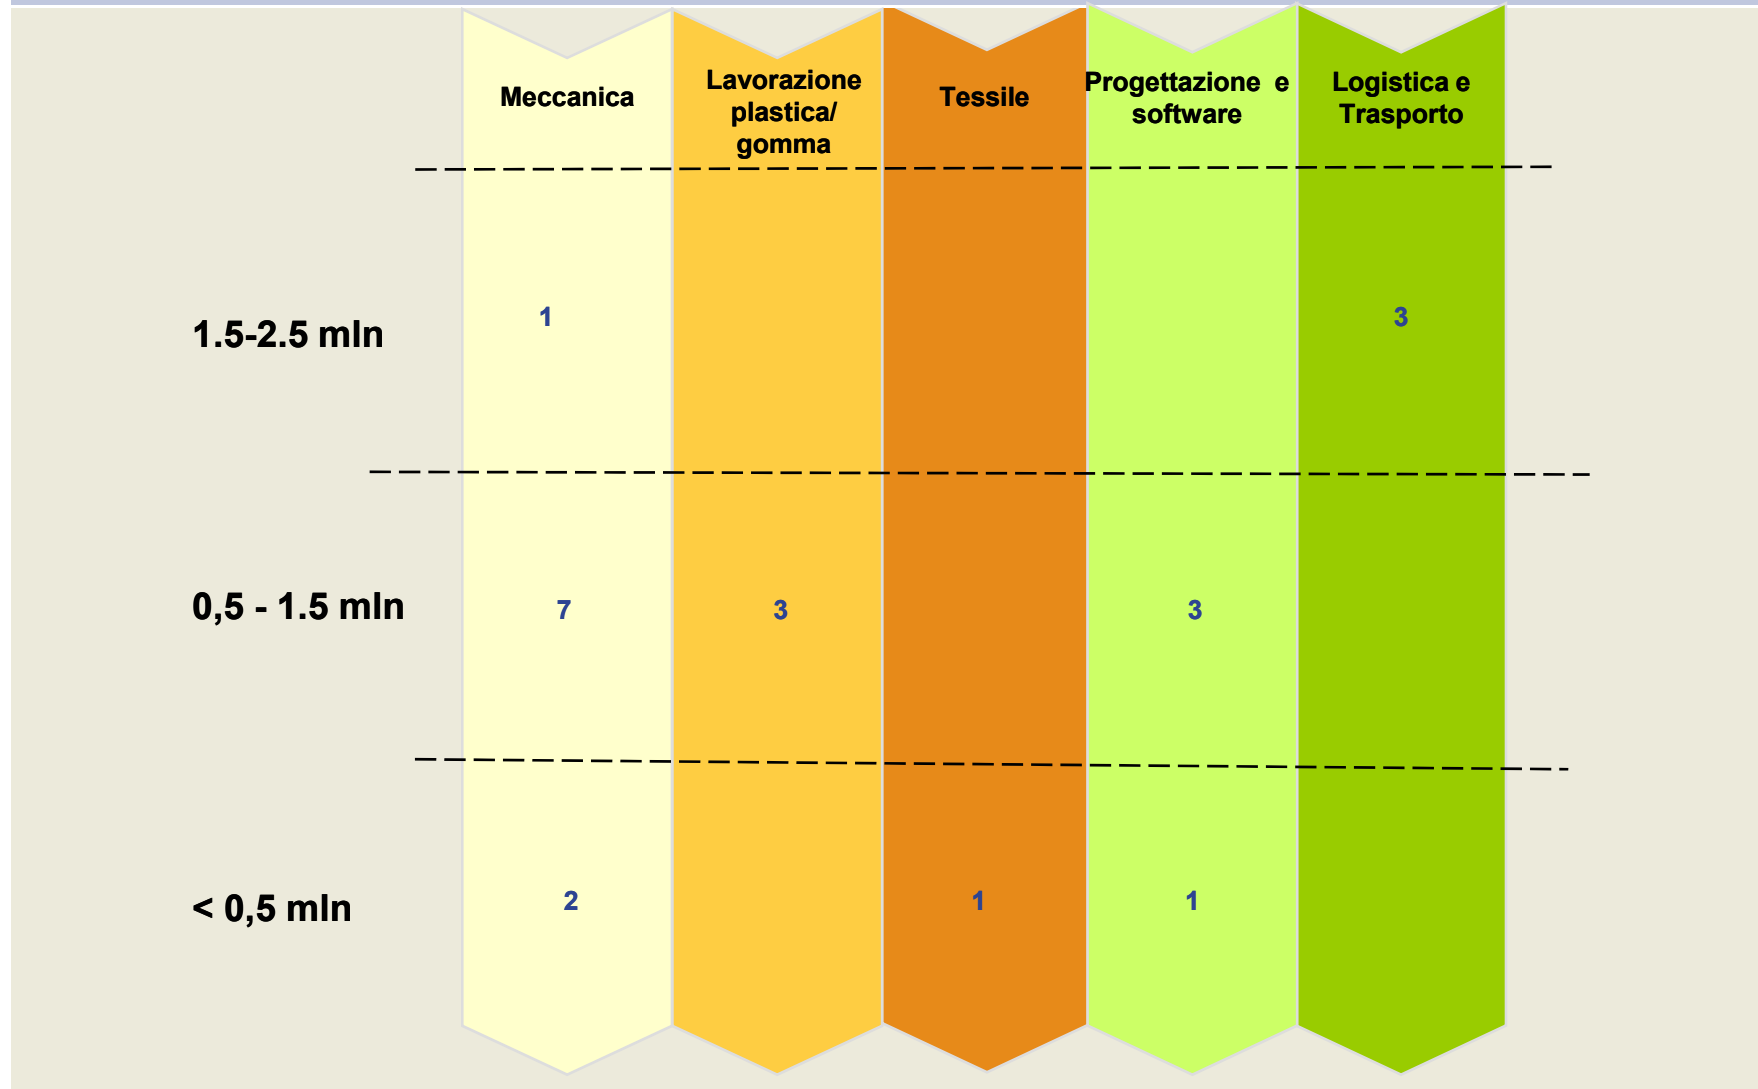 Meccanica
Lavorazione
plastica/
gomma
Tessile
Progettazione e
software
Logistica e
Trasporto
1.5-2.5 mln
1
3
0,5 - 1.5 mln
7
3
3
< 0,5 mln
2
1
1